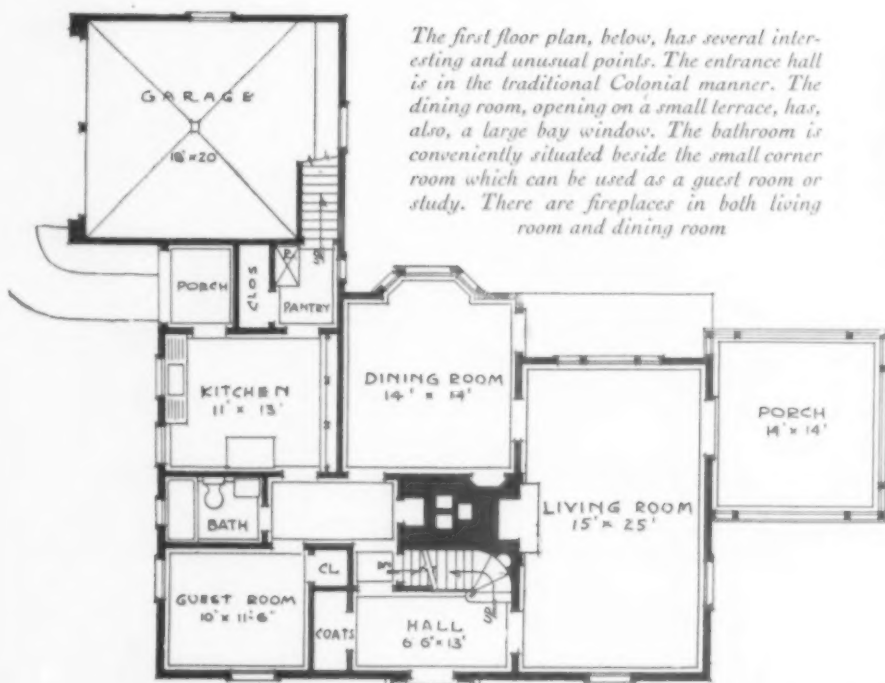 The first floor plan, below, has several inter-
esting and unusual points. The entrance hall
is in the traditional Colonial manner. The
dining room, opening on a small terrace, has,
also, a large bay window. The bathroom is
conveniently situated beside the small corner
room which can be used as a guest room or
study. There are fireplaces in both living
room and dining room
GARAGE
18' × 20'
UP
R.
PORCH
CLOS
PANTRY
KITCHEN
11' × 13'
DINING ROOM
14' × 14'
PORCH
14' × 14'
LIVING ROOM
15' × 25'
BATH
CL
GUEST ROOM
10' × 11'-6"
COATS
HALL
6'6" × 13'
UP